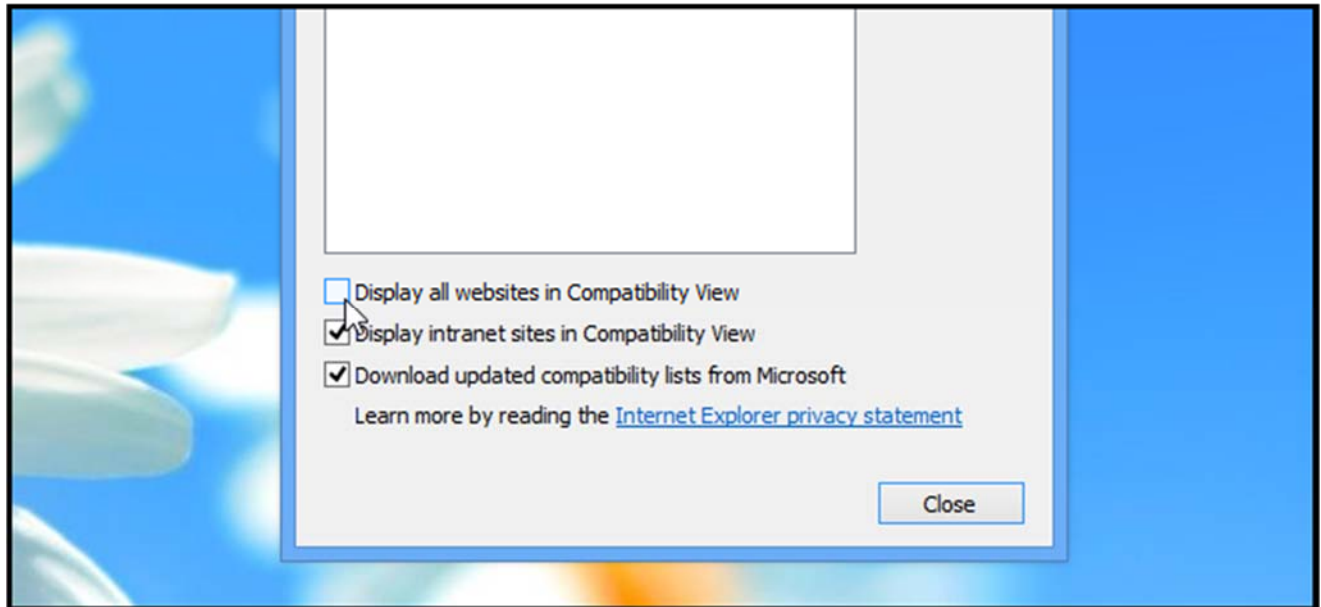 Display all websites in Compatibility View
Display intranet sites in Compatibility View
Download updated compatibility lists from Microsoft
Learn more by reading the Internet Explorer privacy statement
Close